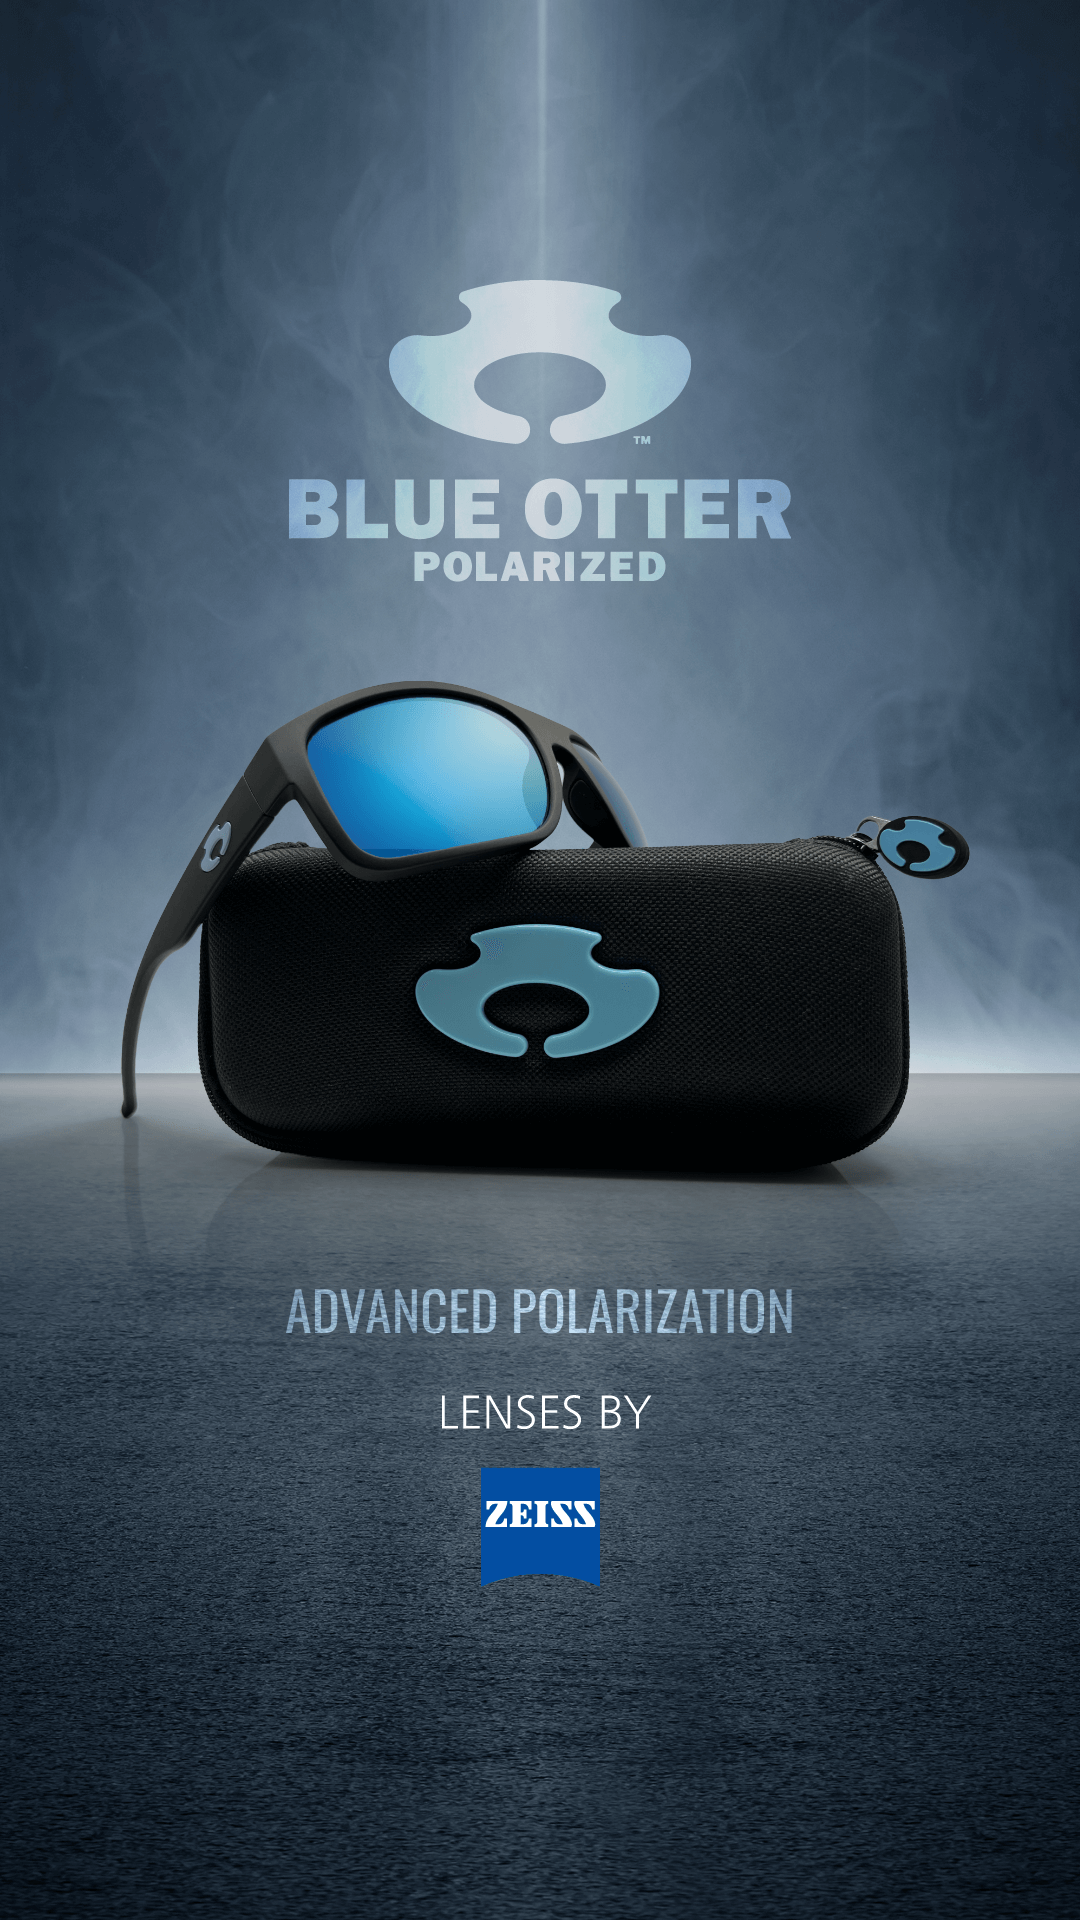 ™
BLUE OTTER
POLARIZED
ADVANCED POLARIZATION
LENSES BY
ZEISS